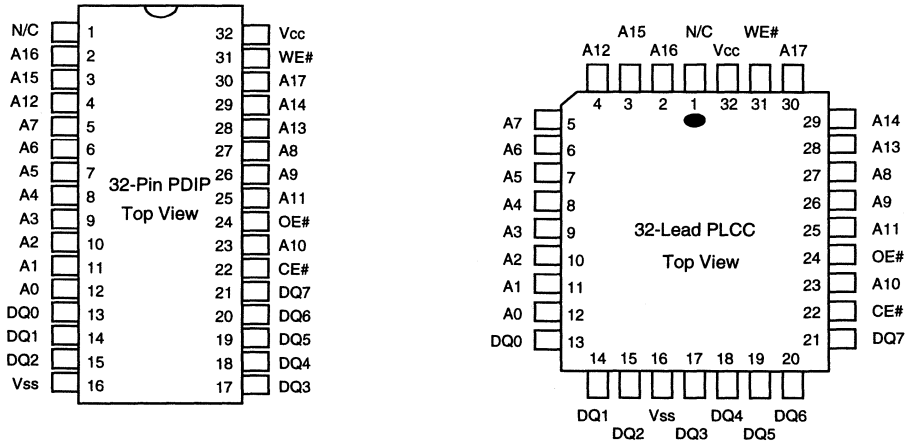 N/C 1 32 Vcc
A16 2 31 WE#
A15 3 30 A17
A12 4 29 A14
A7 5 28 A13
A6 6 27 A8
A5 7 26 A9
A4 8 25 A11
A3 9 24 OE#
A2 10 23 A10
A1 11 22 CE#
A0 12 21 DQ7
DQ0 13 20 DQ6
DQ1 14 19 DQ5
DQ2 15 18 DQ4
Vss 16 17 DQ3
32-Pin PDIP
Top View
A15 N/C WE#
A12 A16 Vcc A17
4 3 2 1 32 31 30
A7 5 29 A14
A6 6 28 A13
A5 7 27 A8
A4 8 26 A9
A3 9 25 A11
A2 10 24 OE#
A1 11 23 A10
A0 12 22 CE#
DQ0 13 21 DQ7
32-Lead PLCC
Top View
14 15 16 17 18 19 20
DQ1 Vss DQ4 DQ6
DQ2 DQ3 DQ5